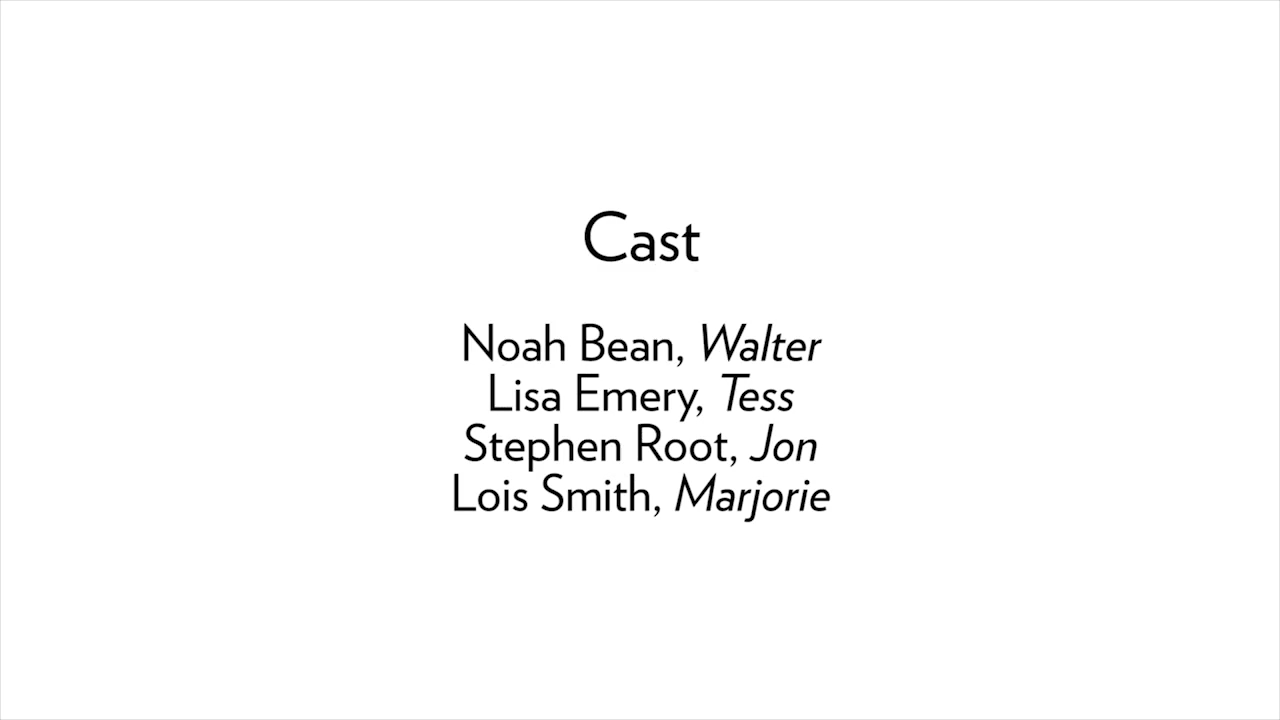 Cast
Noah Bean, Walter
Lisa Emery, Tess
Stephen Root, Jon
Lois Smith, Marjorie